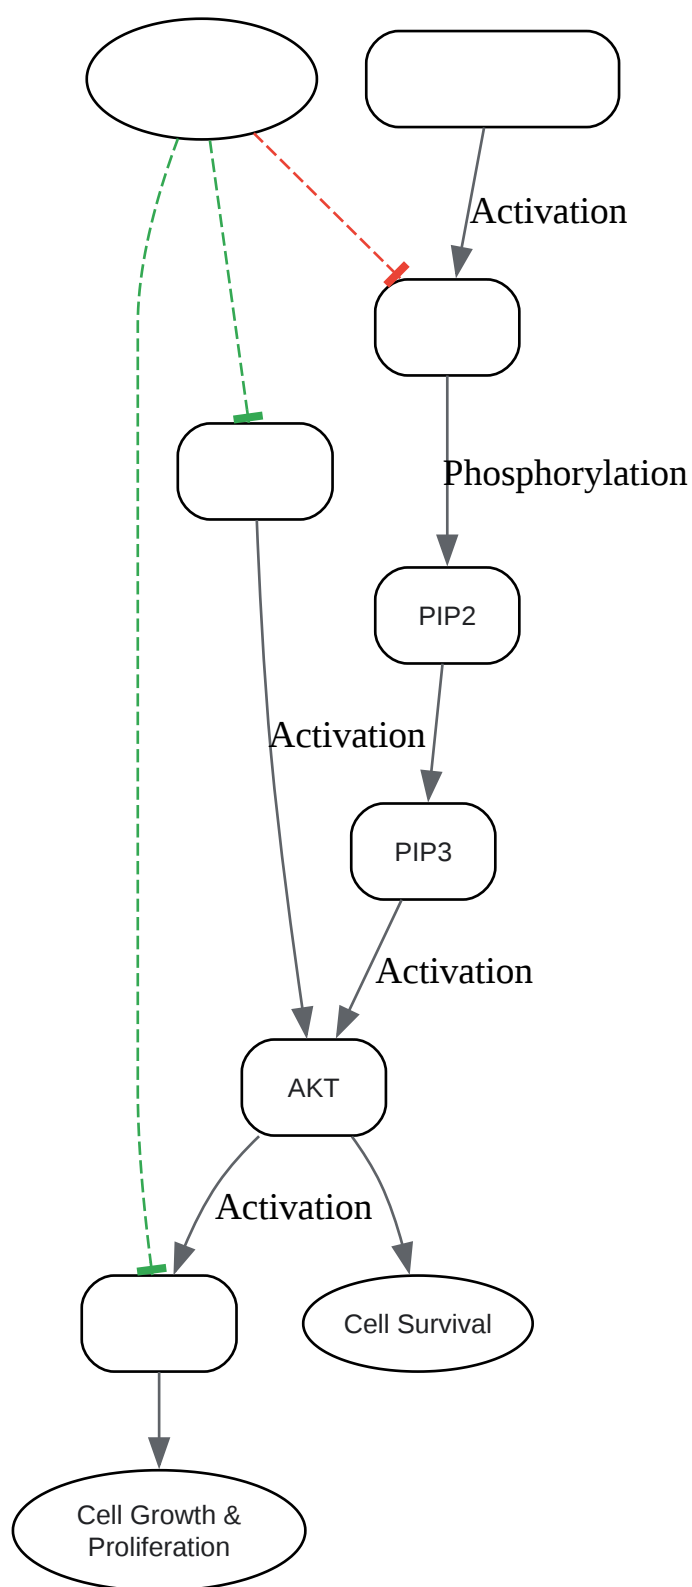 Activation
Phosphorylation
PIP2
Activation
PIP3
Activation
AKT
Activation
Cell Survival
Cell Growth &
Proliferation